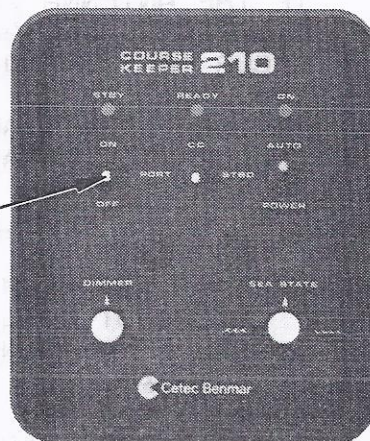 COURSE
KEEPER 210
STBY READY ON
ON CC AUTO
PORT STBD
OFF POWER
DIMMER SEA STATE
Cetec Benmar